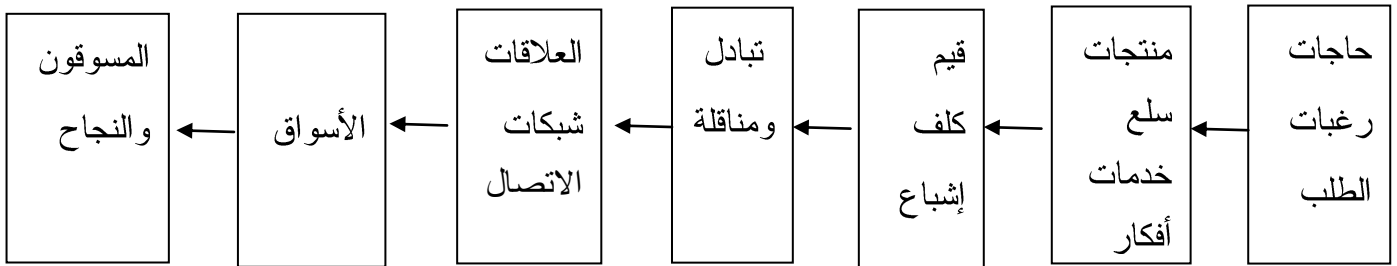 حاجات
رغبات
الطلب
منتجات
سلع
خدمات
أفكار
قيم
كلف
إشباع
تبادل
ومناقلة
العلاقات
شبكات
الاتصال
الأسواق
المسوقون
والنجاح